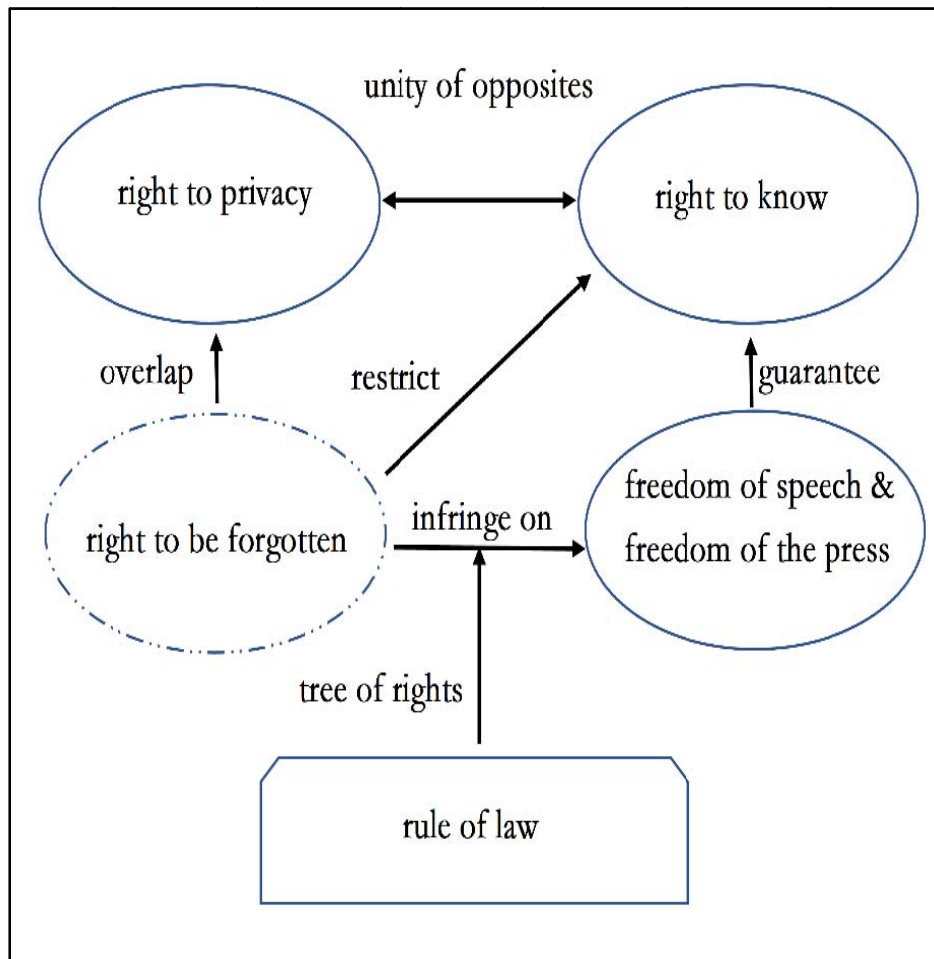 unity of opposites
right to privacy
right to know
overlap
restrict
guarantee
right to be forgotten
infringe on
freedom of speech &
freedom of the press
tree of rights
rule of law